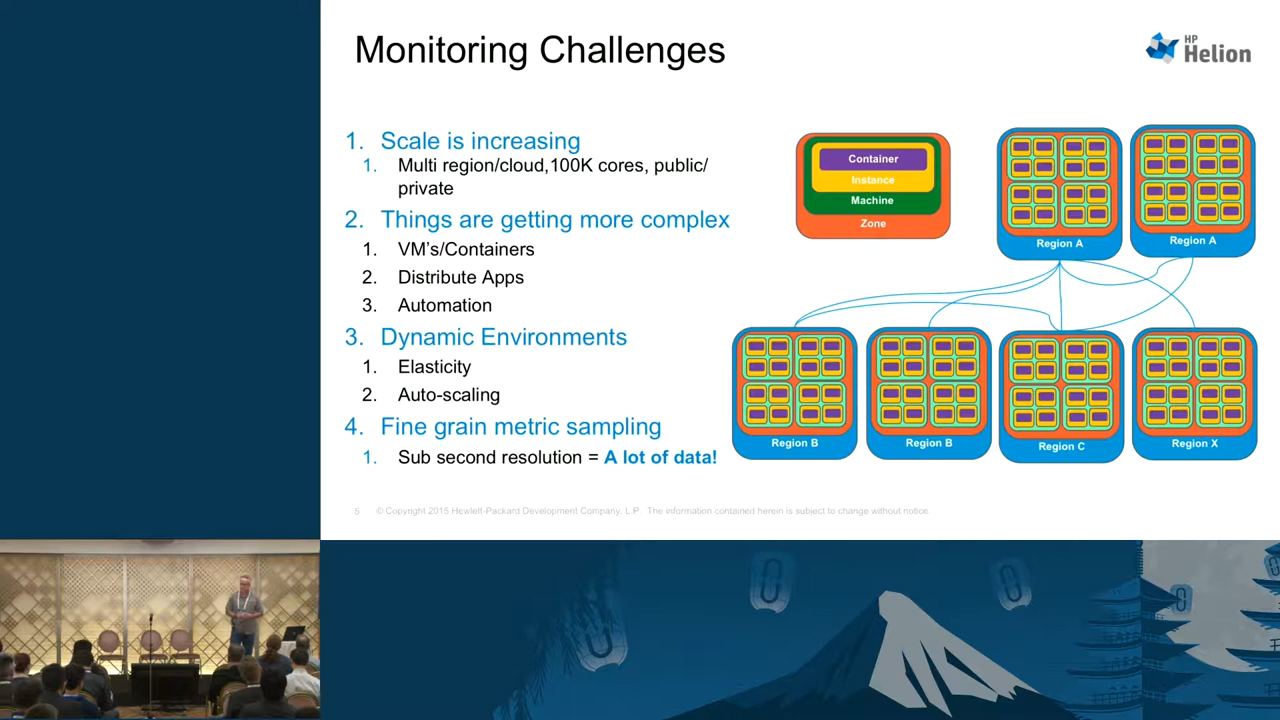 Monitoring Challenges
HP
Helion
1. Scale is increasing
1. Multi region/cloud,100K cores, public/
private
2. Things are getting more complex
1. VM's/Containers
2. Distribute Apps
3. Automation
3. Dynamic Environments
1. Elasticity
2. Auto-scaling
4. Fine grain metric sampling
1. Sub second resolution = A lot of data!
Container
Instance
Machine
Zone
Region A
Region A
Region B
Region B
Region C
Region X
5 © Copyright 2015 Hewlett-Packard Development Company, L.P. The information contained herein is subject to change without notice.